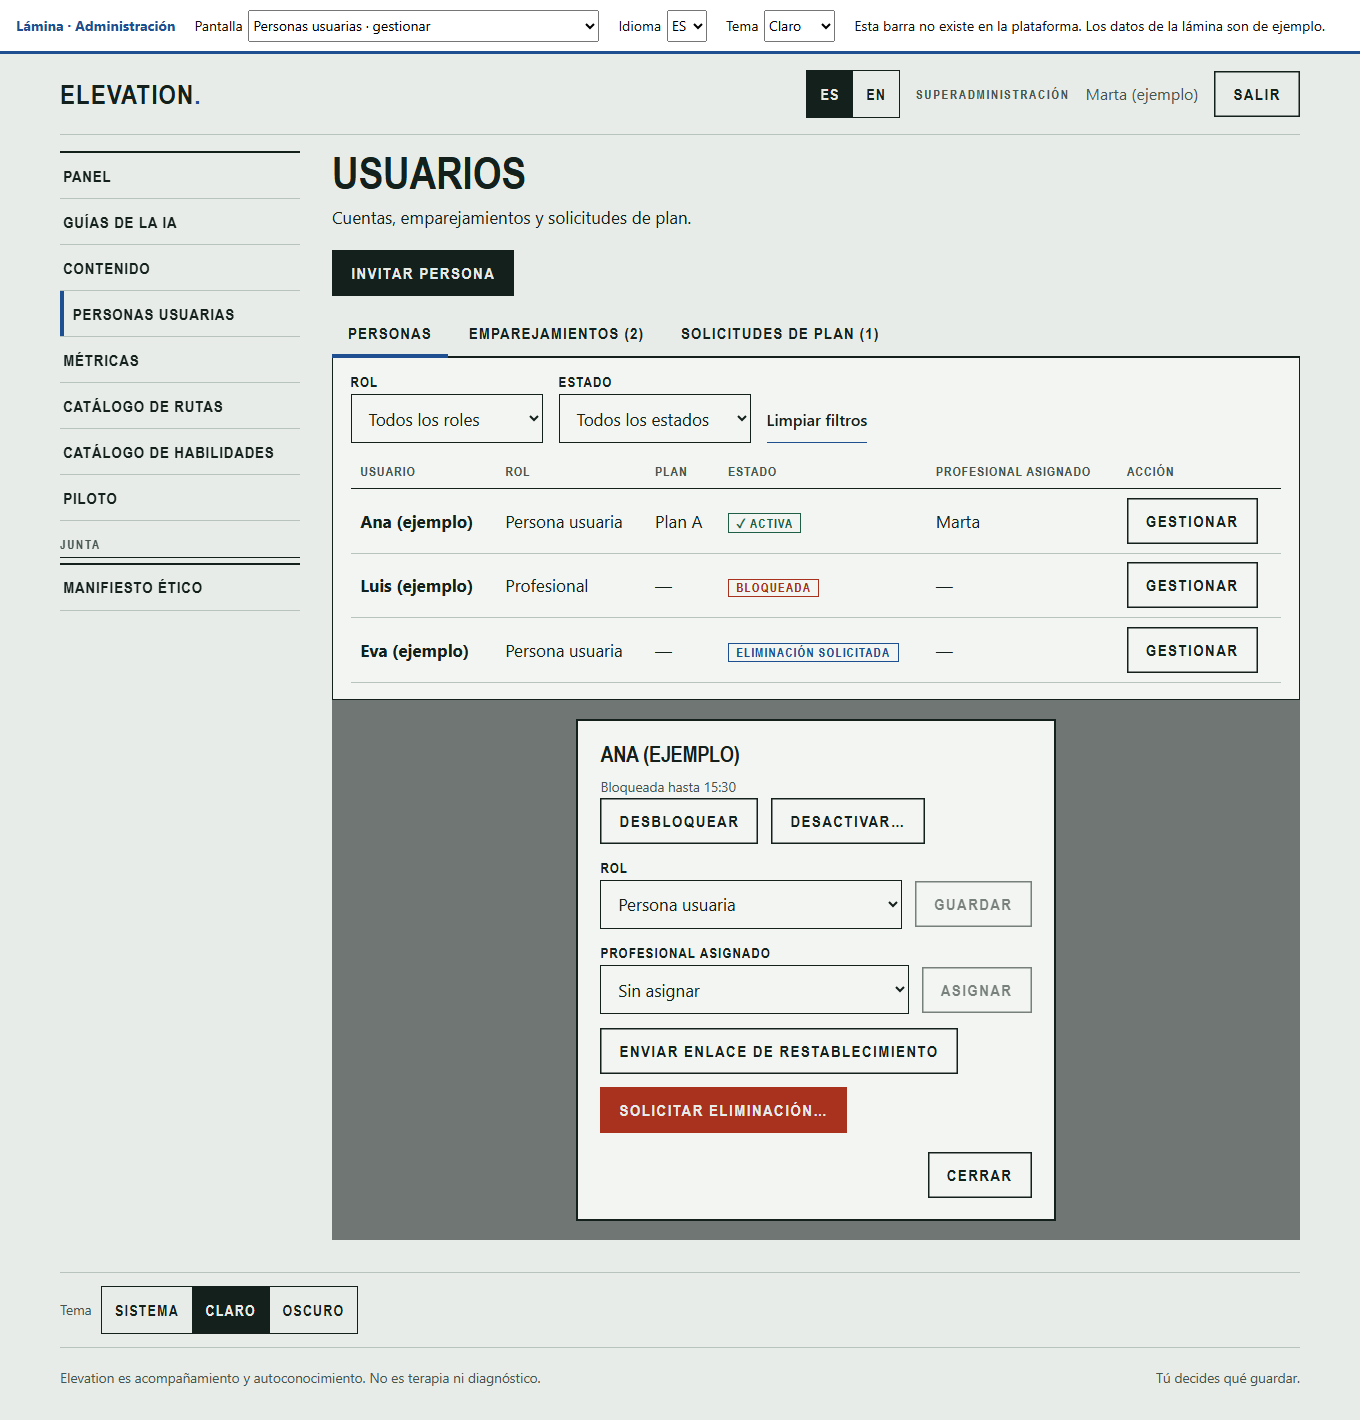 Lámina · Administración Pantalla Personas usuarias · gestionar Idioma ES Tema Claro Esta barra no existe en la plataforma. Los datos de la lámina son de ejemplo.
ELEVATION. ES EN SUPERADMINISTRACIÓN Marta (ejemplo) SALIR
PANEL
GUÍAS DE LA IA
CONTENIDO
PERSONAS USUARIAS
MÉTRICAS
CATÁLOGO DE RUTAS
CATÁLOGO DE HABILIDADES
PILOTO
JUNTA
MANIFIESTO ÉTICO
USUARIOS
Cuentas, emparejamientos y solicitudes de plan.
INVITAR PERSONA
PERSONAS EMPAREJAMIENTOS (2) SOLICITUDES DE PLAN (1)
ROL ESTADO
Todos los roles Todos los estados Limpiar filtros
USUARIO ROL PLAN ESTADO PROFESIONAL ASIGNADO ACCIÓN
Ana (ejemplo) Persona usuaria Plan A ✓ ACTIVA Marta GESTIONAR
Luis (ejemplo) Profesional — BLOQUEADA — GESTIONAR
Eva (ejemplo) Persona usuaria — ELIMINACIÓN SOLICITADA — GESTIONAR
ANA (EJEMPLO)
Bloqueada hasta 15:30
DESBLOQUEAR DESACTIVAR...
ROL
Persona usuaria GUARDAR
PROFESIONAL ASIGNADO
Sin asignar ASIGNAR
ENVIAR ENLACE DE RESTABLECIMIENTO
SOLICITAR ELIMINACIÓN...
CERRAR
Tema SISTEMA CLARO OSCURO
Elevation es acompañamiento y autoconocimiento. No es terapia ni diagnóstico. Tú decides qué guardar.